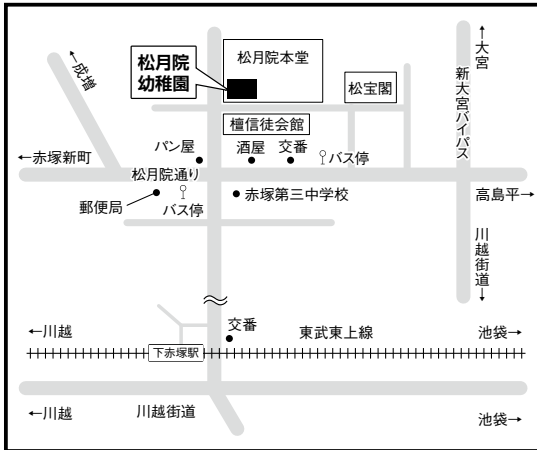 ←大宮
新大宮バイパス
←成増
松月院
幼稚園
松月院本堂
松宝閣
檀信徒会館
パン屋
酒屋
交番
バス停
←赤塚新町
松月院通り
郵便局
バス停
赤塚第三中学校
高島平→
川越街道→
交番
←川越
東武東上線
池袋→
下赤塚駅
←川越
川越街道
池袋→